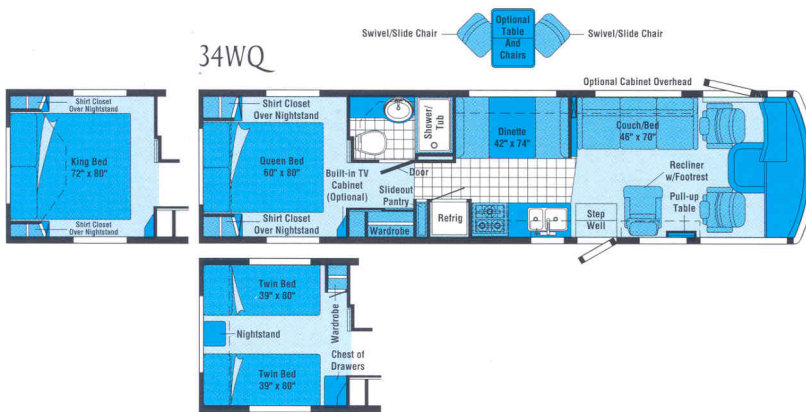 34WQ
Swivel/Slide Chair
Optional
Table
And
Chairs
Swivel/Slide Chair
Optional Cabinet Overhead
Shirt Closet
Over Nightstand
King Bed
72" x 80"
Shirt Closet
Over Nightstand
Shirt Closet
Over Nightstand
Queen Bed
60" x 80"
Shirt Closet
Over Nightstand
Built-in TV
Cabinet
(Optional)
Shower/
Tub
Door
Slideout
Pantry
Wardrobe
Refrig
Dinette
42" x 74"
Couch/Bed
46" x 70"
Recliner
w/Footrest
Pull-up
Table
Step
Well
Twin Bed
39" x 80"
Nightstand
Wardrobe
Chest of
Drawers
Twin Bed
39" x 80"